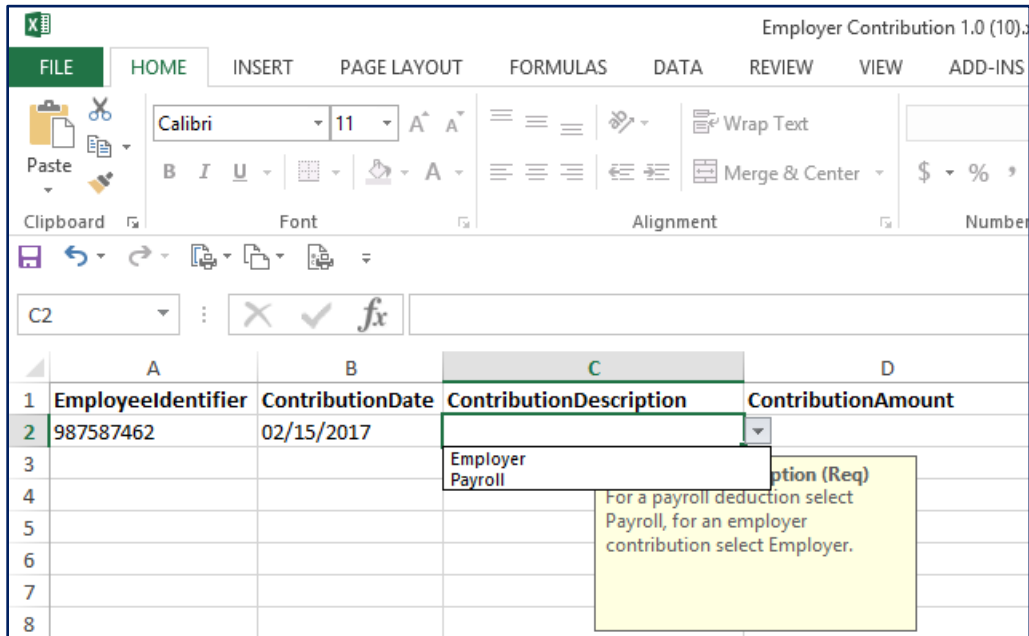 Employer Contribution 1.0 (10).
FILE HOME INSERT PAGE LAYOUT FORMULAS DATA REVIEW VIEW ADD-INS
Calibri 11 A A Wrap Text
Paste B I U A Merge & Center $ % ,
Clipboard Font Alignment Number
C2 fx
A B C D
1 EmployeeIdentifier ContributionDate ContributionDescription ContributionAmount
2 987587462 02/15/2017
3 Employer
Payroll ption (Req)
4 For a payroll deduction select
5 Payroll, for an employer
6 contribution select Employer.
7
8